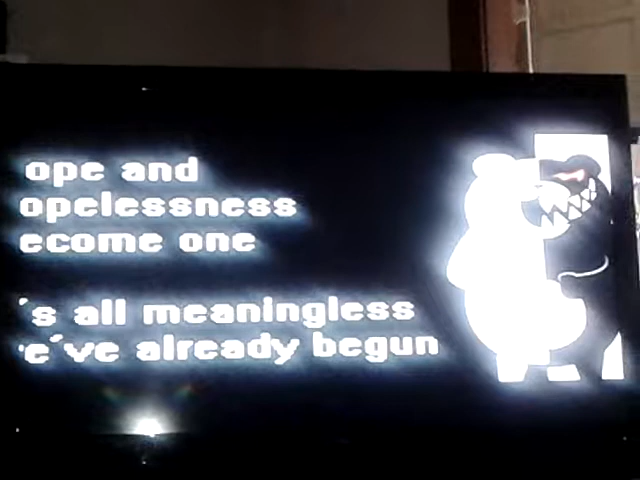 ope and
opelessness
ecome one
's all meaningless
e've already begun